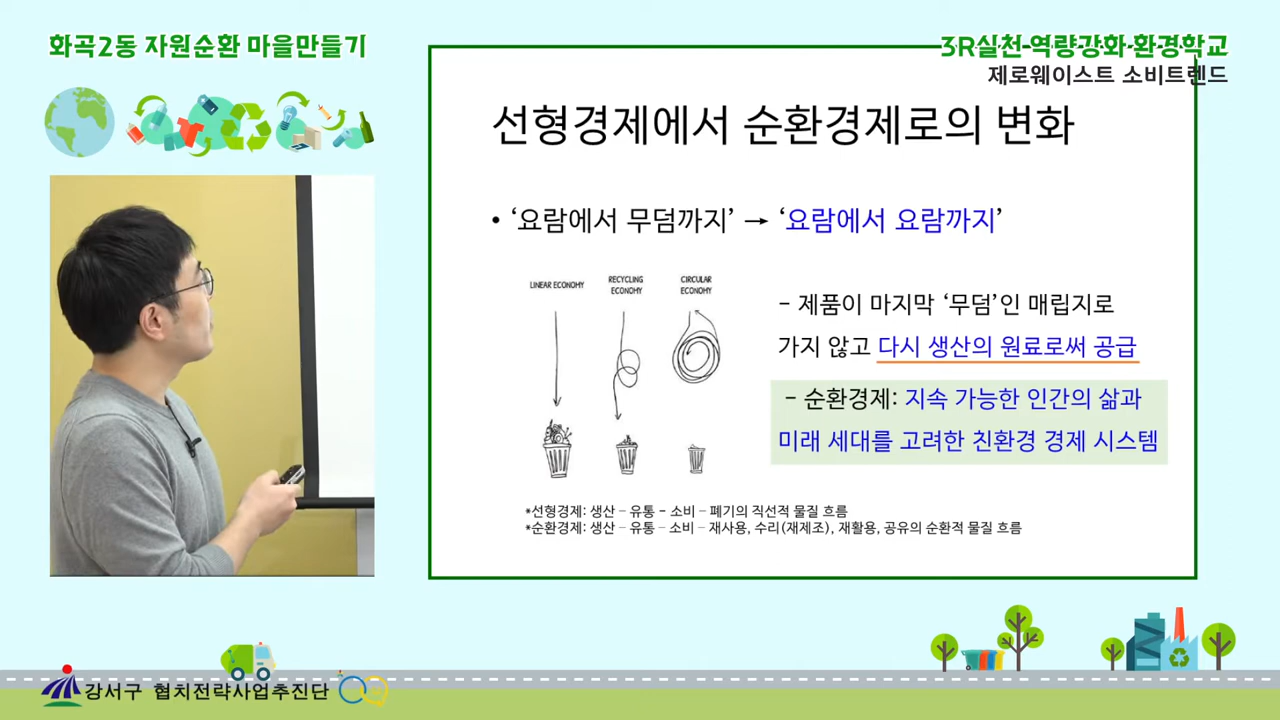 화곡2동 자원순환 마을만들기
3R실천 역량강화 환경학교
제로웨이스트 소비트렌드
선형경제에서 순환경제로의 변화
• ‘요람에서 무덤까지’ → ‘요람에서 요람까지’
LINEAR ECONOMY
RECYCLING
ECONOMY
CIRCULAR
ECONOMY
– 제품이 마지막 ‘무덤’인 매립지로
가지 않고 다시 생산의 원료로써 공급
– 순환경제: 지속 가능한 인간의 삶과
미래 세대를 고려한 친환경 경제 시스템
*선형경제: 생산 – 유통 – 소비 – 폐기의 직선적 물질 흐름
*순환경제: 생산 – 유통 – 소비 – 재사용, 수리(재제조), 재활용, 공유의 순환적 물질 흐름
강서구 협치전략사업추진단